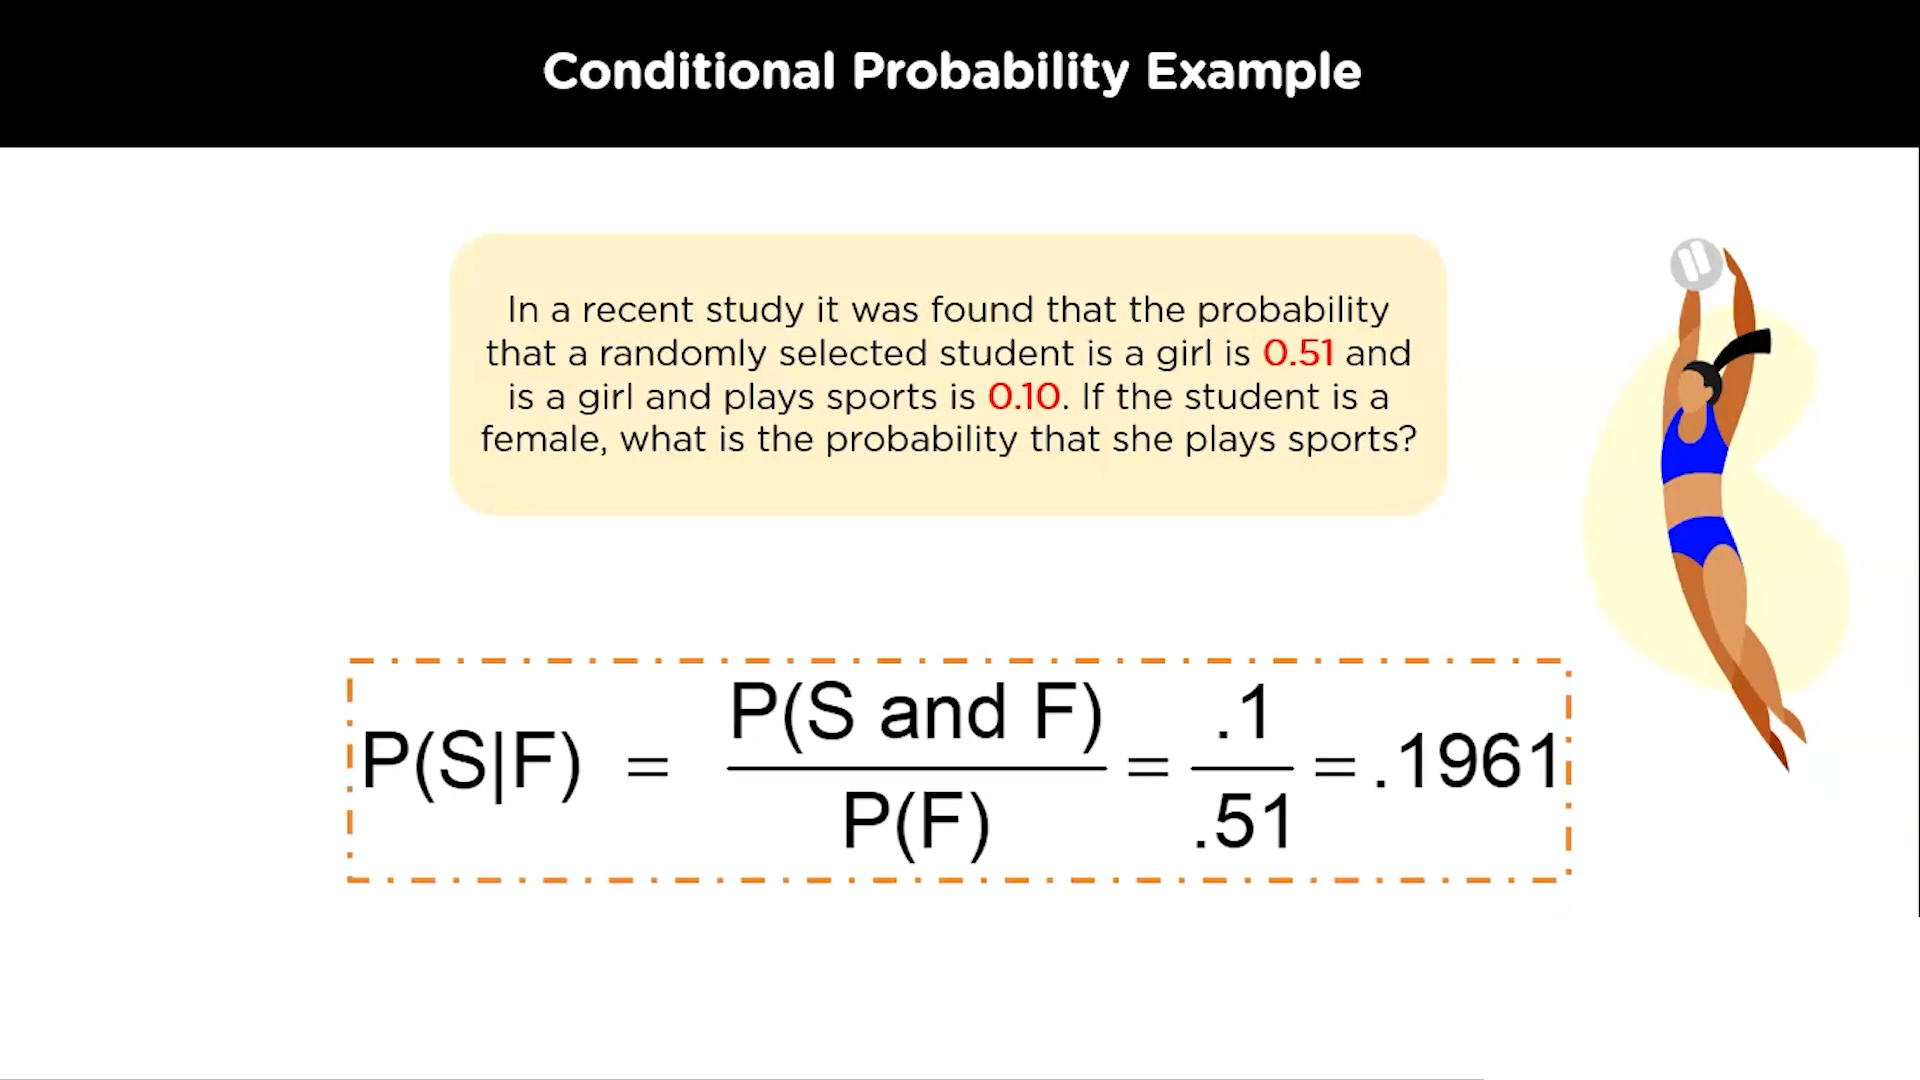 Conditional Probability Example
In a recent study it was found that the probability
that a randomly selected student is a girl is 0.51 and
is a girl and plays sports is 0.10. If the student is a
female, what is the probability that she plays sports?
P(S|F) = P(S and F) / P(F) = .1 / .51 = .1961